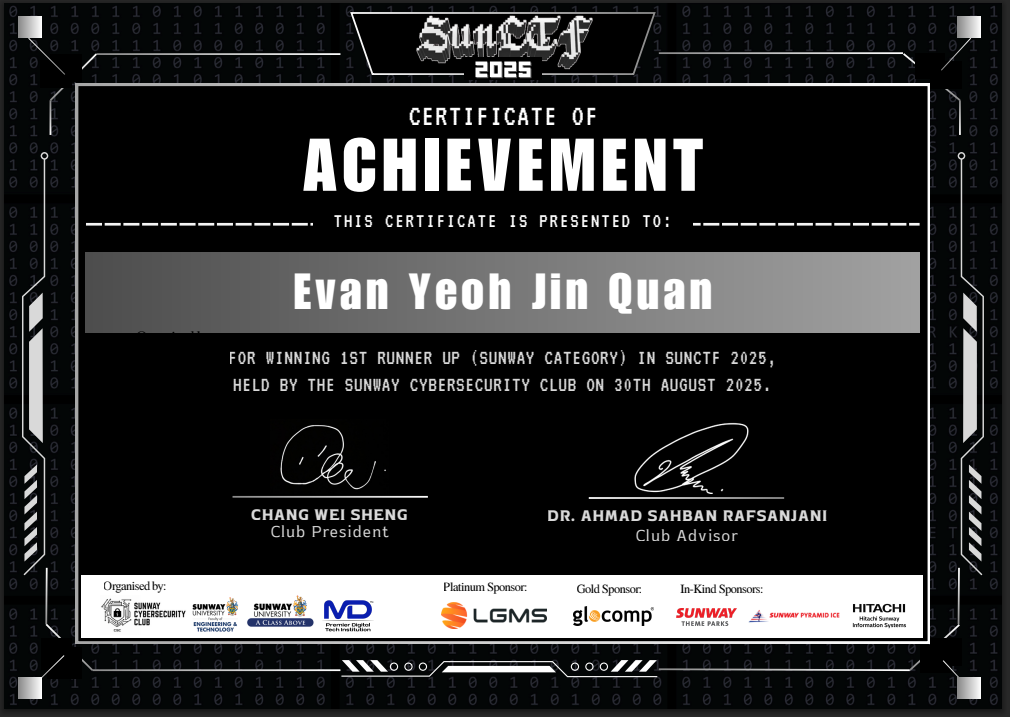 SunCTF
2025
CERTIFICATE OF
ACHIEVEMENT
THIS CERTIFICATE IS PRESENTED TO:
Evan Yeoh Jin Quan
FOR WINNING 1ST RUNNER UP (SUNWAY CATEGORY) IN SUNCTF 2025,
HELD BY THE SUNWAY CYBERSECURITY CLUB ON 30TH AUGUST 2025.
CHANG WEI SHENG
Club President
DR. AHMAD SAHBAN RAFSANJANI
Club Advisor
Organised by:
SUNWAY
CYBERSECURITY
CLUB
SUNWAY
UNIVERSITY
Faculty of
ENGINEERING &
TECHNOLOGY
SUNWAY
UNIVERSITY
A CLASS ABOVE
MD
Premier Digital
Tech Institution
Platinum Sponsor:
LGMS
Gold Sponsor:
glocomp
In-Kind Sponsors:
SUNWAY
THEME PARKS
SUNWAY PYRAMID ICE
HITACHI
Hitachi Sunway
Information Systems